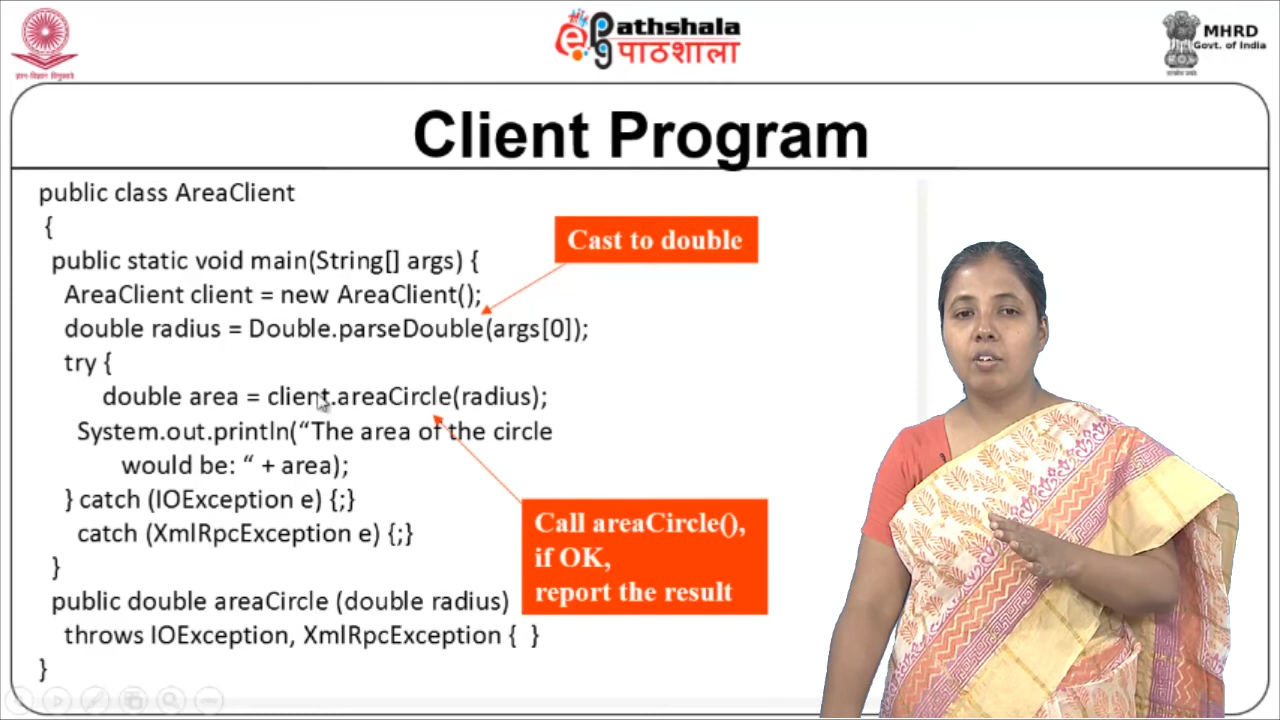 ePathshala
पाठशाला
MHRD
Govt. of India
Client Program
public class AreaClient
{
public static void main(String[] args) {
AreaClient client = new AreaClient();
double radius = Double.parseDouble(args[0]);
try {
double area = client.areaCircle(radius);
System.out.println(“The area of the circle
would be: “ + area);
} catch (IOException e) {;}
catch (XmlRpcException e) {;}
}
public double areaCircle (double radius)
throws IOException, XmlRpcException { }
}
Cast to double
Call areaCircle(),
if OK,
report the result